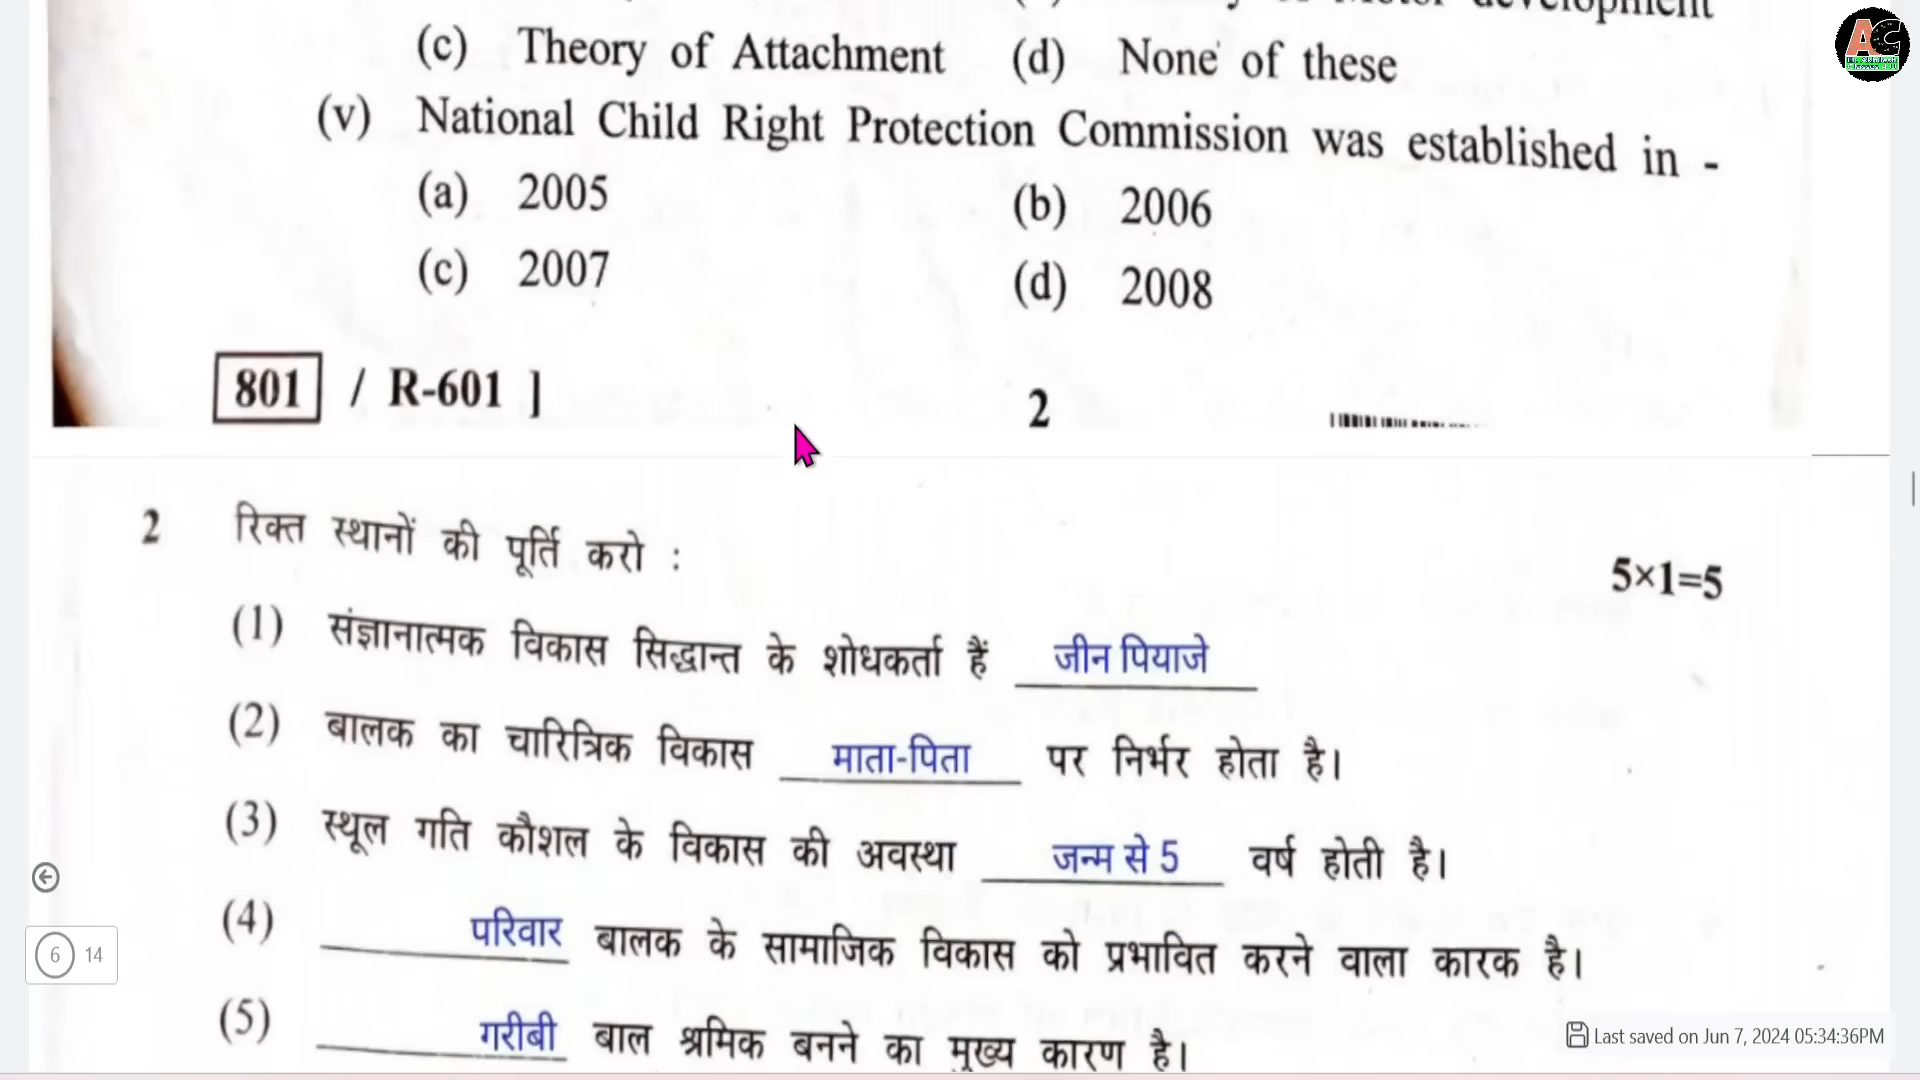 (c) Theory of Attachment (d) None of these
(v) National Child Right Protection Commission was established in -
(a) 2005 (b) 2006
(c) 2007 (d) 2008
801 / R-601 ] 2
2 रिक्त स्थानों की पूर्ति करो : 5×1=5
(1) संज्ञानात्मक विकास सिद्धान्त के शोधकर्ता हैं जीन पियाजे
(2) बालक का चारित्रिक विकास माता-पिता पर निर्भर होता है।
(3) स्थूल गति कौशल के विकास की अवस्था जन्म से 5 वर्ष होती है।
(4) परिवार बालक के सामाजिक विकास को प्रभावित करने वाला कारक है।
(5) गरीबी बाल श्रमिक बनने का मुख्य कारण है।
6 14
Last saved on Jun 7, 2024 05:34:36PM
AC